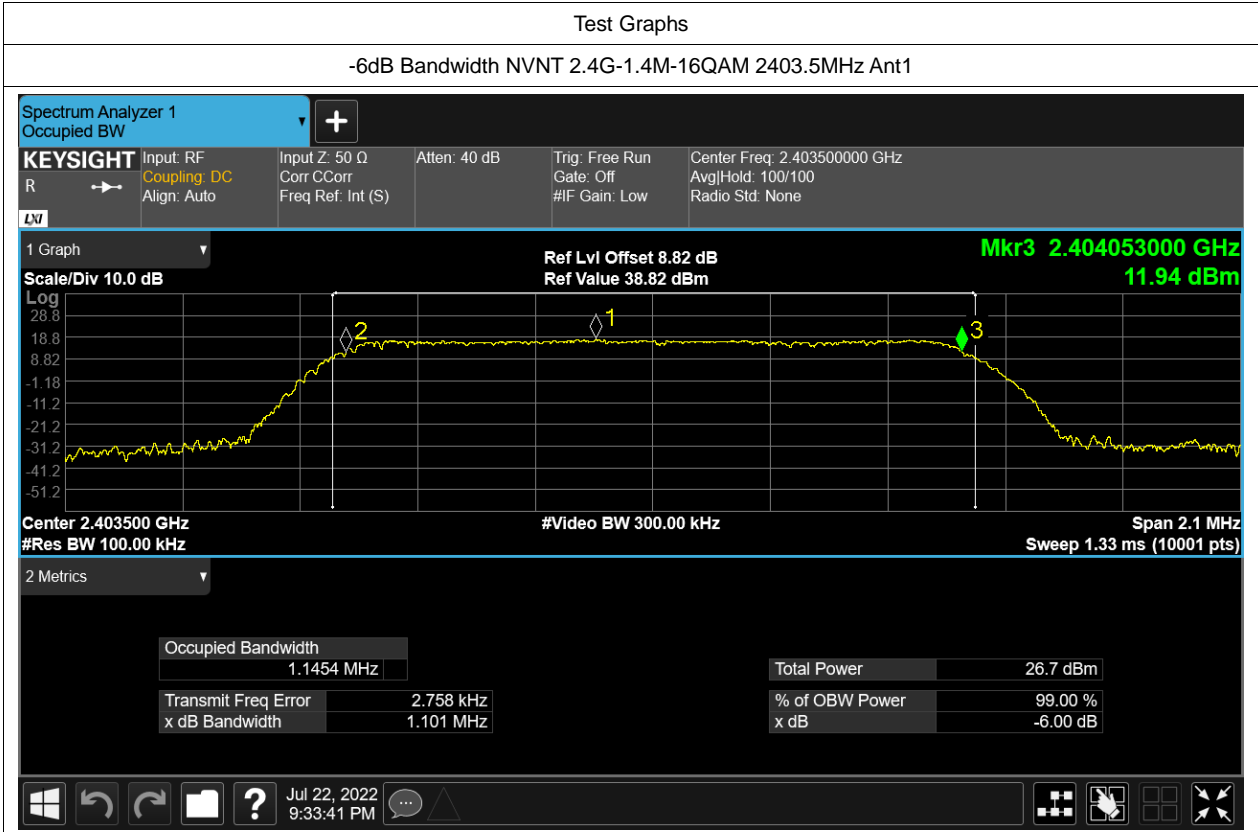 Test Graphs
-6dB Bandwidth NVNT 2.4G-1.4M-16QAM 2403.5MHz Ant1
Spectrum Analyzer 1
Occupied BW
KEYSIGHT
R
LXI
Input: RF
Coupling: DC
Align: Auto
Input Z: 50 Ω
Corr CCorr
Freq Ref: Int (S)
Atten: 40 dB
Trig: Free Run
Gate: Off
#IF Gain: Low
Center Freq: 2.403500000 GHz
Avg|Hold: 100/100
Radio Std: None
1 Graph
Scale/Div 10.0 dB
Ref Lvl Offset 8.82 dB
Ref Value 38.82 dBm
Mkr3 2.404053000 GHz
11.94 dBm
Log
28.8
18.8
8.82
-1.18
-11.2
-21.2
-31.2
-41.2
-51.2
2
1
3
Center 2.403500 GHz
#Video BW 300.00 kHz
Span 2.1 MHz
#Res BW 100.00 kHz
Sweep 1.33 ms (10001 pts)
2 Metrics
Occupied Bandwidth
1.1454 MHz
Total Power 26.7 dBm
Transmit Freq Error 2.758 kHz
% of OBW Power 99.00 %
x dB Bandwidth 1.101 MHz
x dB -6.00 dB
?
Jul 22, 2022
9:33:41 PM